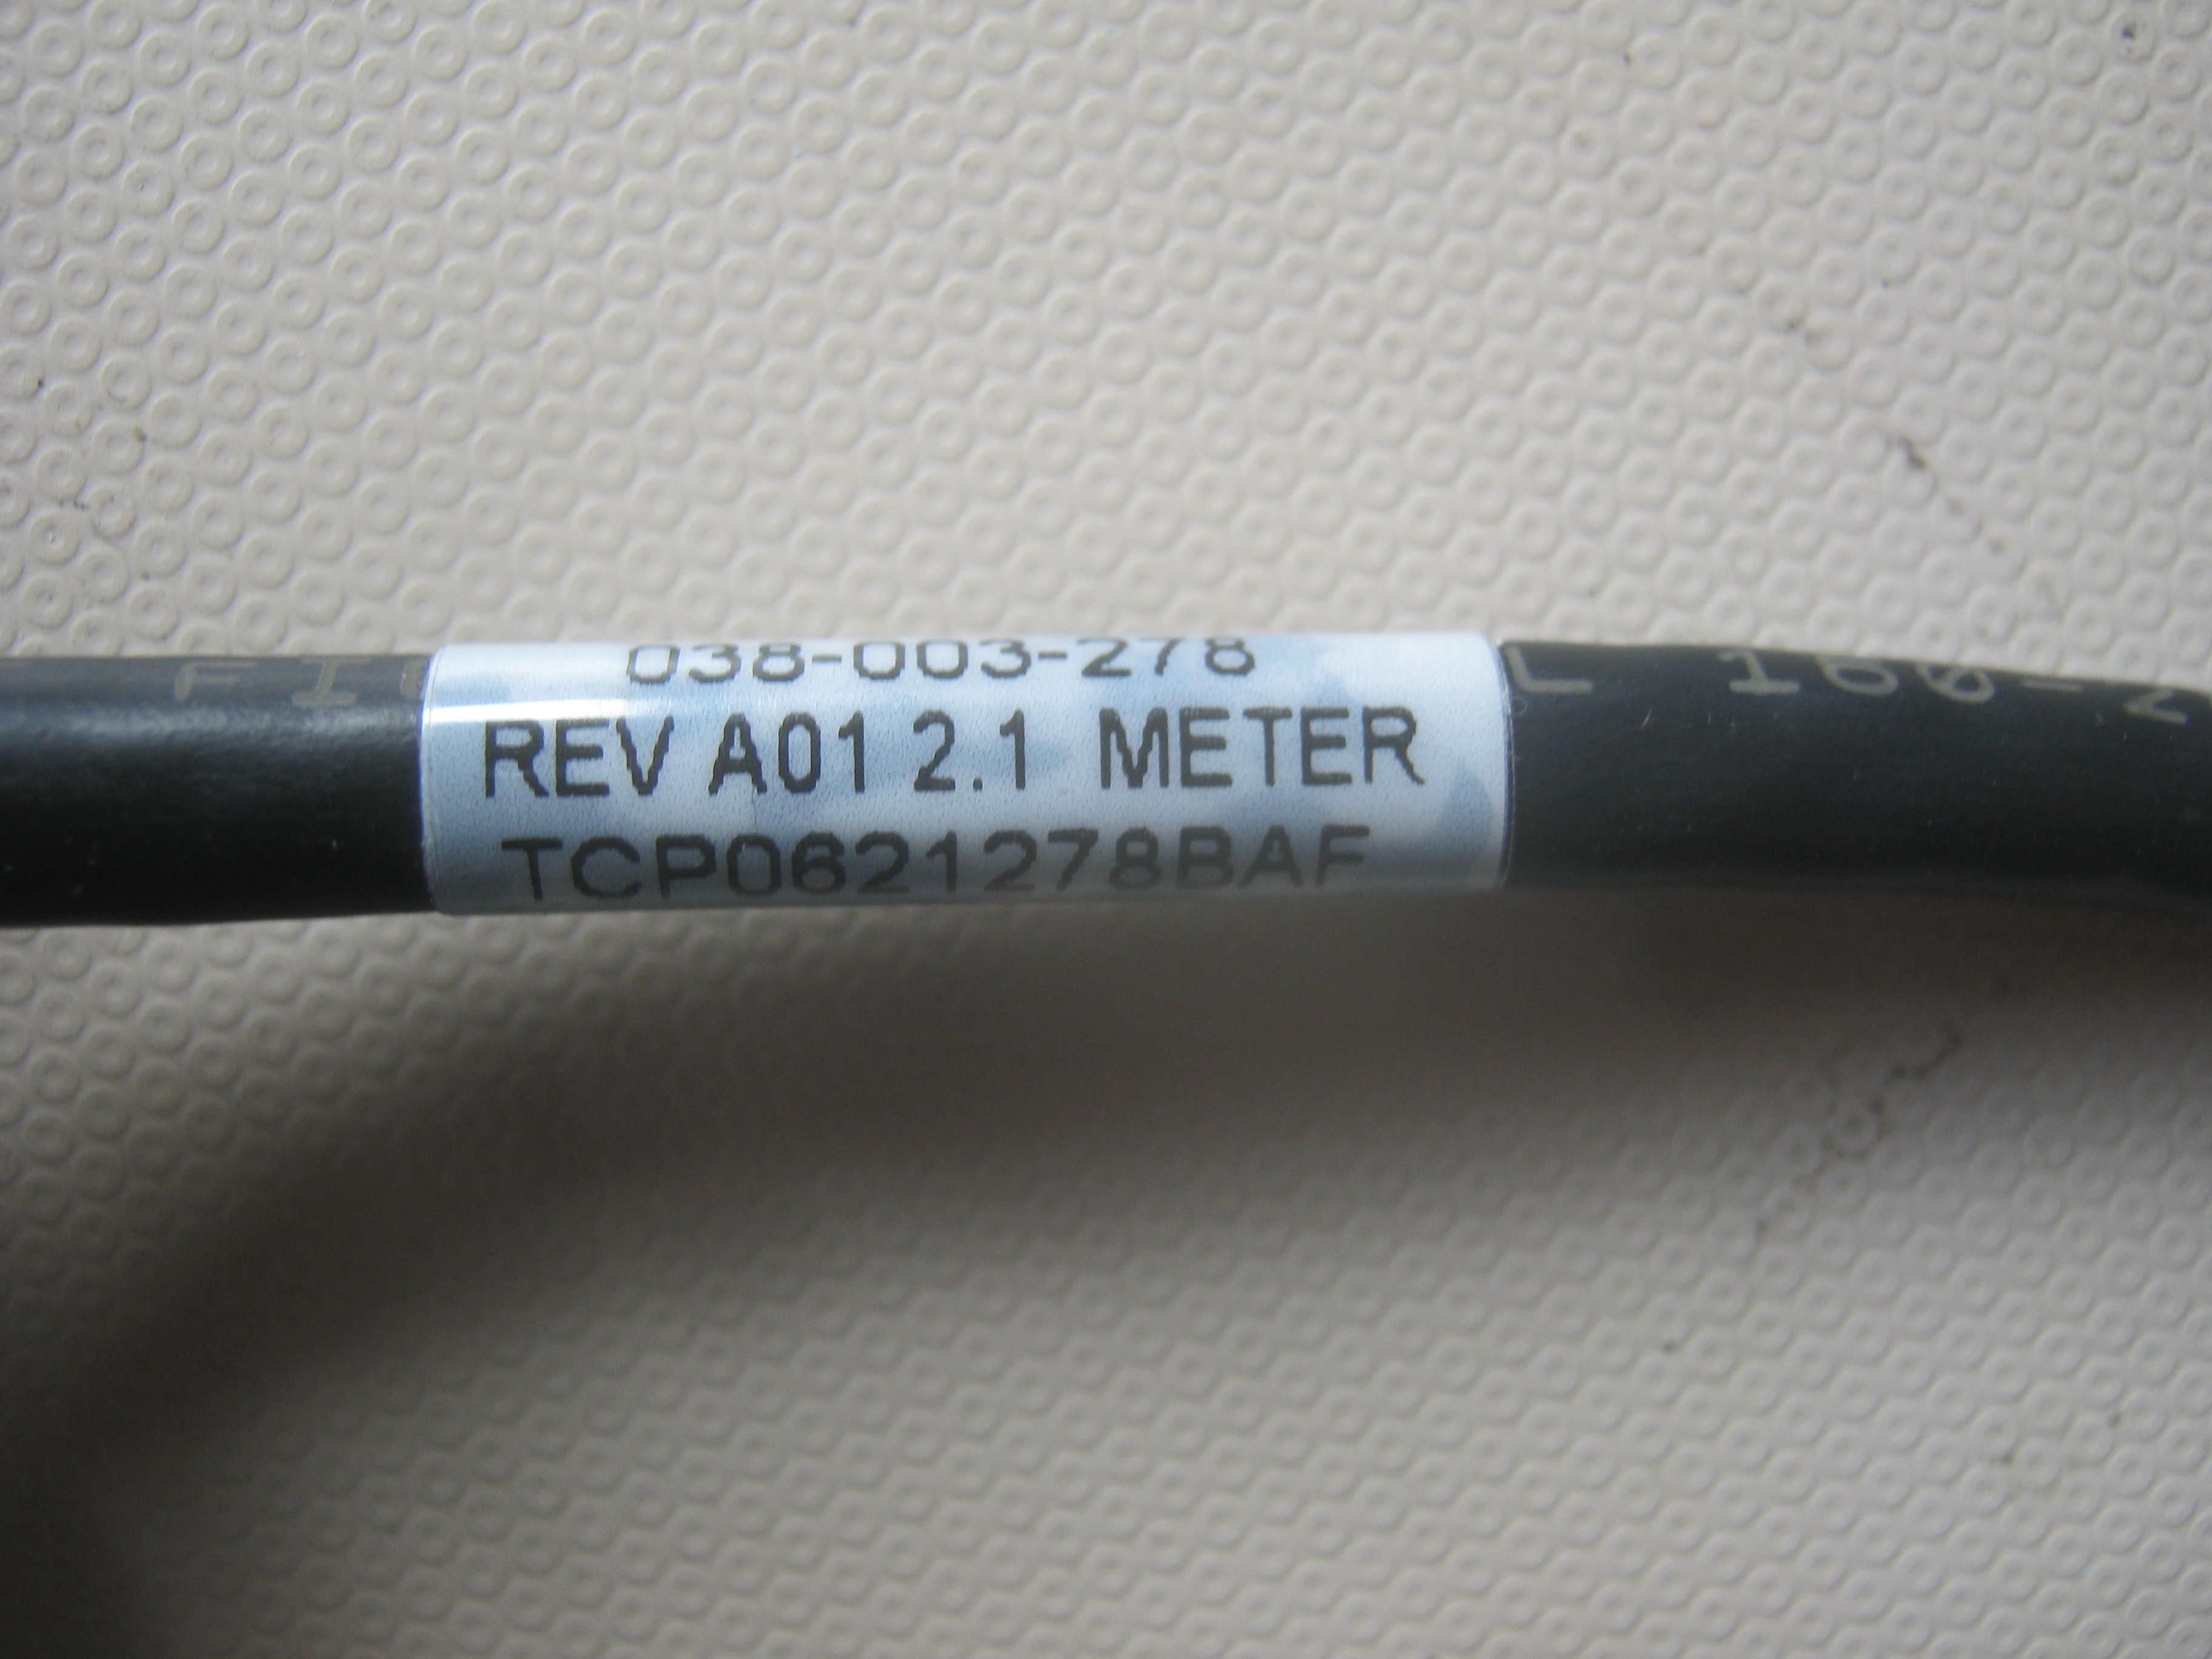 038-003-278
REV A01 2.1 METER
TCP0621278BAF